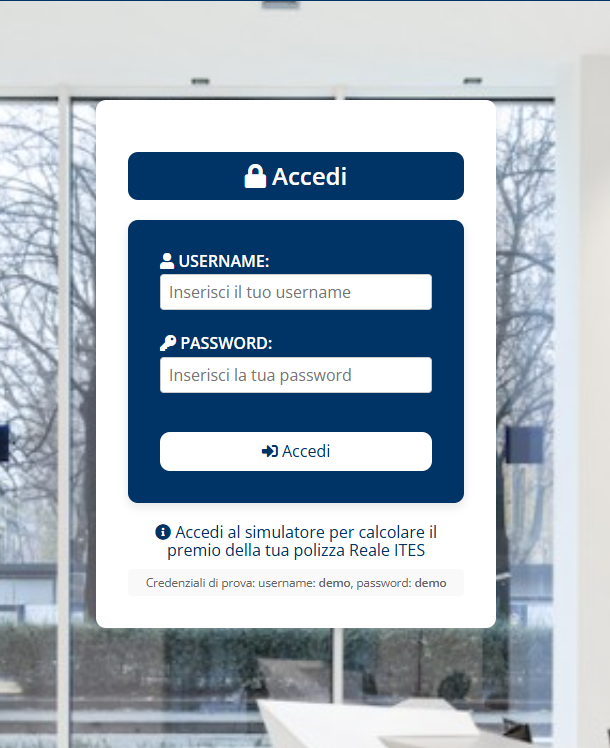 Accedi
USERNAME:
Inserisci il tuo username
PASSWORD:
Inserisci la tua password
Accedi
Accedi al simulatore per calcolare il
premio della tua polizza Reale ITES
Credenziali di prova: username: demo, password: demo